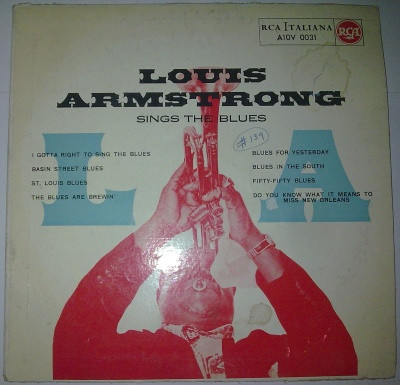 RCA ITALIANA
A10V 0031
RCA
LOUIS
ARMSTRONG
SINGS THE BLUES
#139
L A
I GOTTA RIGHT TO SING THE BLUES
BASIN STREET BLUES
ST. LOUIS BLUES
THE BLUES ARE BREWIN'
BLUES FOR YESTERDAY
BLUES IN THE SOUTH
FIFTY-FIFTY BLUES
DO YOU KNOW WHAT IT MEANS TO
MISS NEW ORLEANS